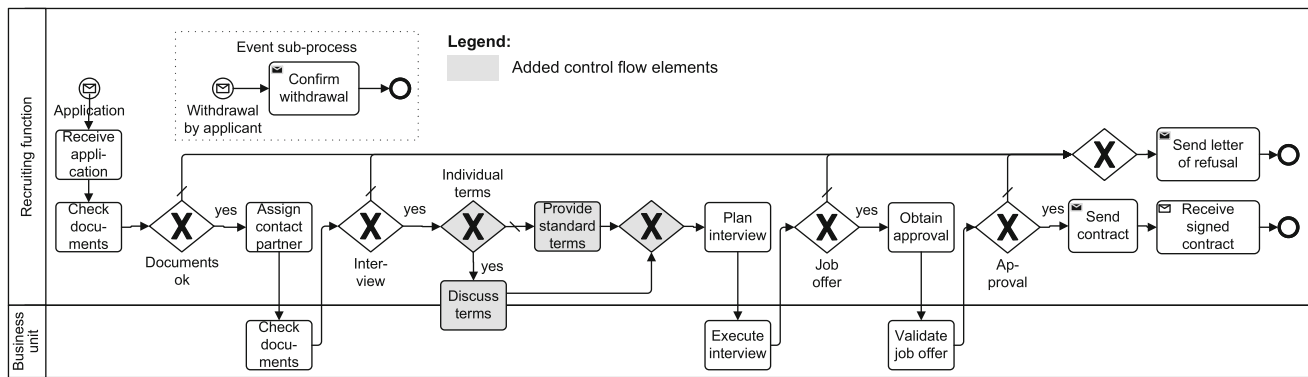 Recruiting function
Event sub-process
Confirm
withdrawal
Withdrawal
by applicant
Legend:
Added control flow elements
Application
Receive
appli-
cation
Check
docu-
ments
Documents
ok
yes
Assign
contact
partner
Inter-
view
yes
Individual
terms
yes
Provide
standard
terms
Discuss
terms
Plan
interview
Job
offer
yes
Obtain
approval
Ap-
proval
yes
Send
contract
Receive
signed
contract
Send letter
of refusal
Business
unit
Check
docu-
ments
Execute
interview
Validate
job offer